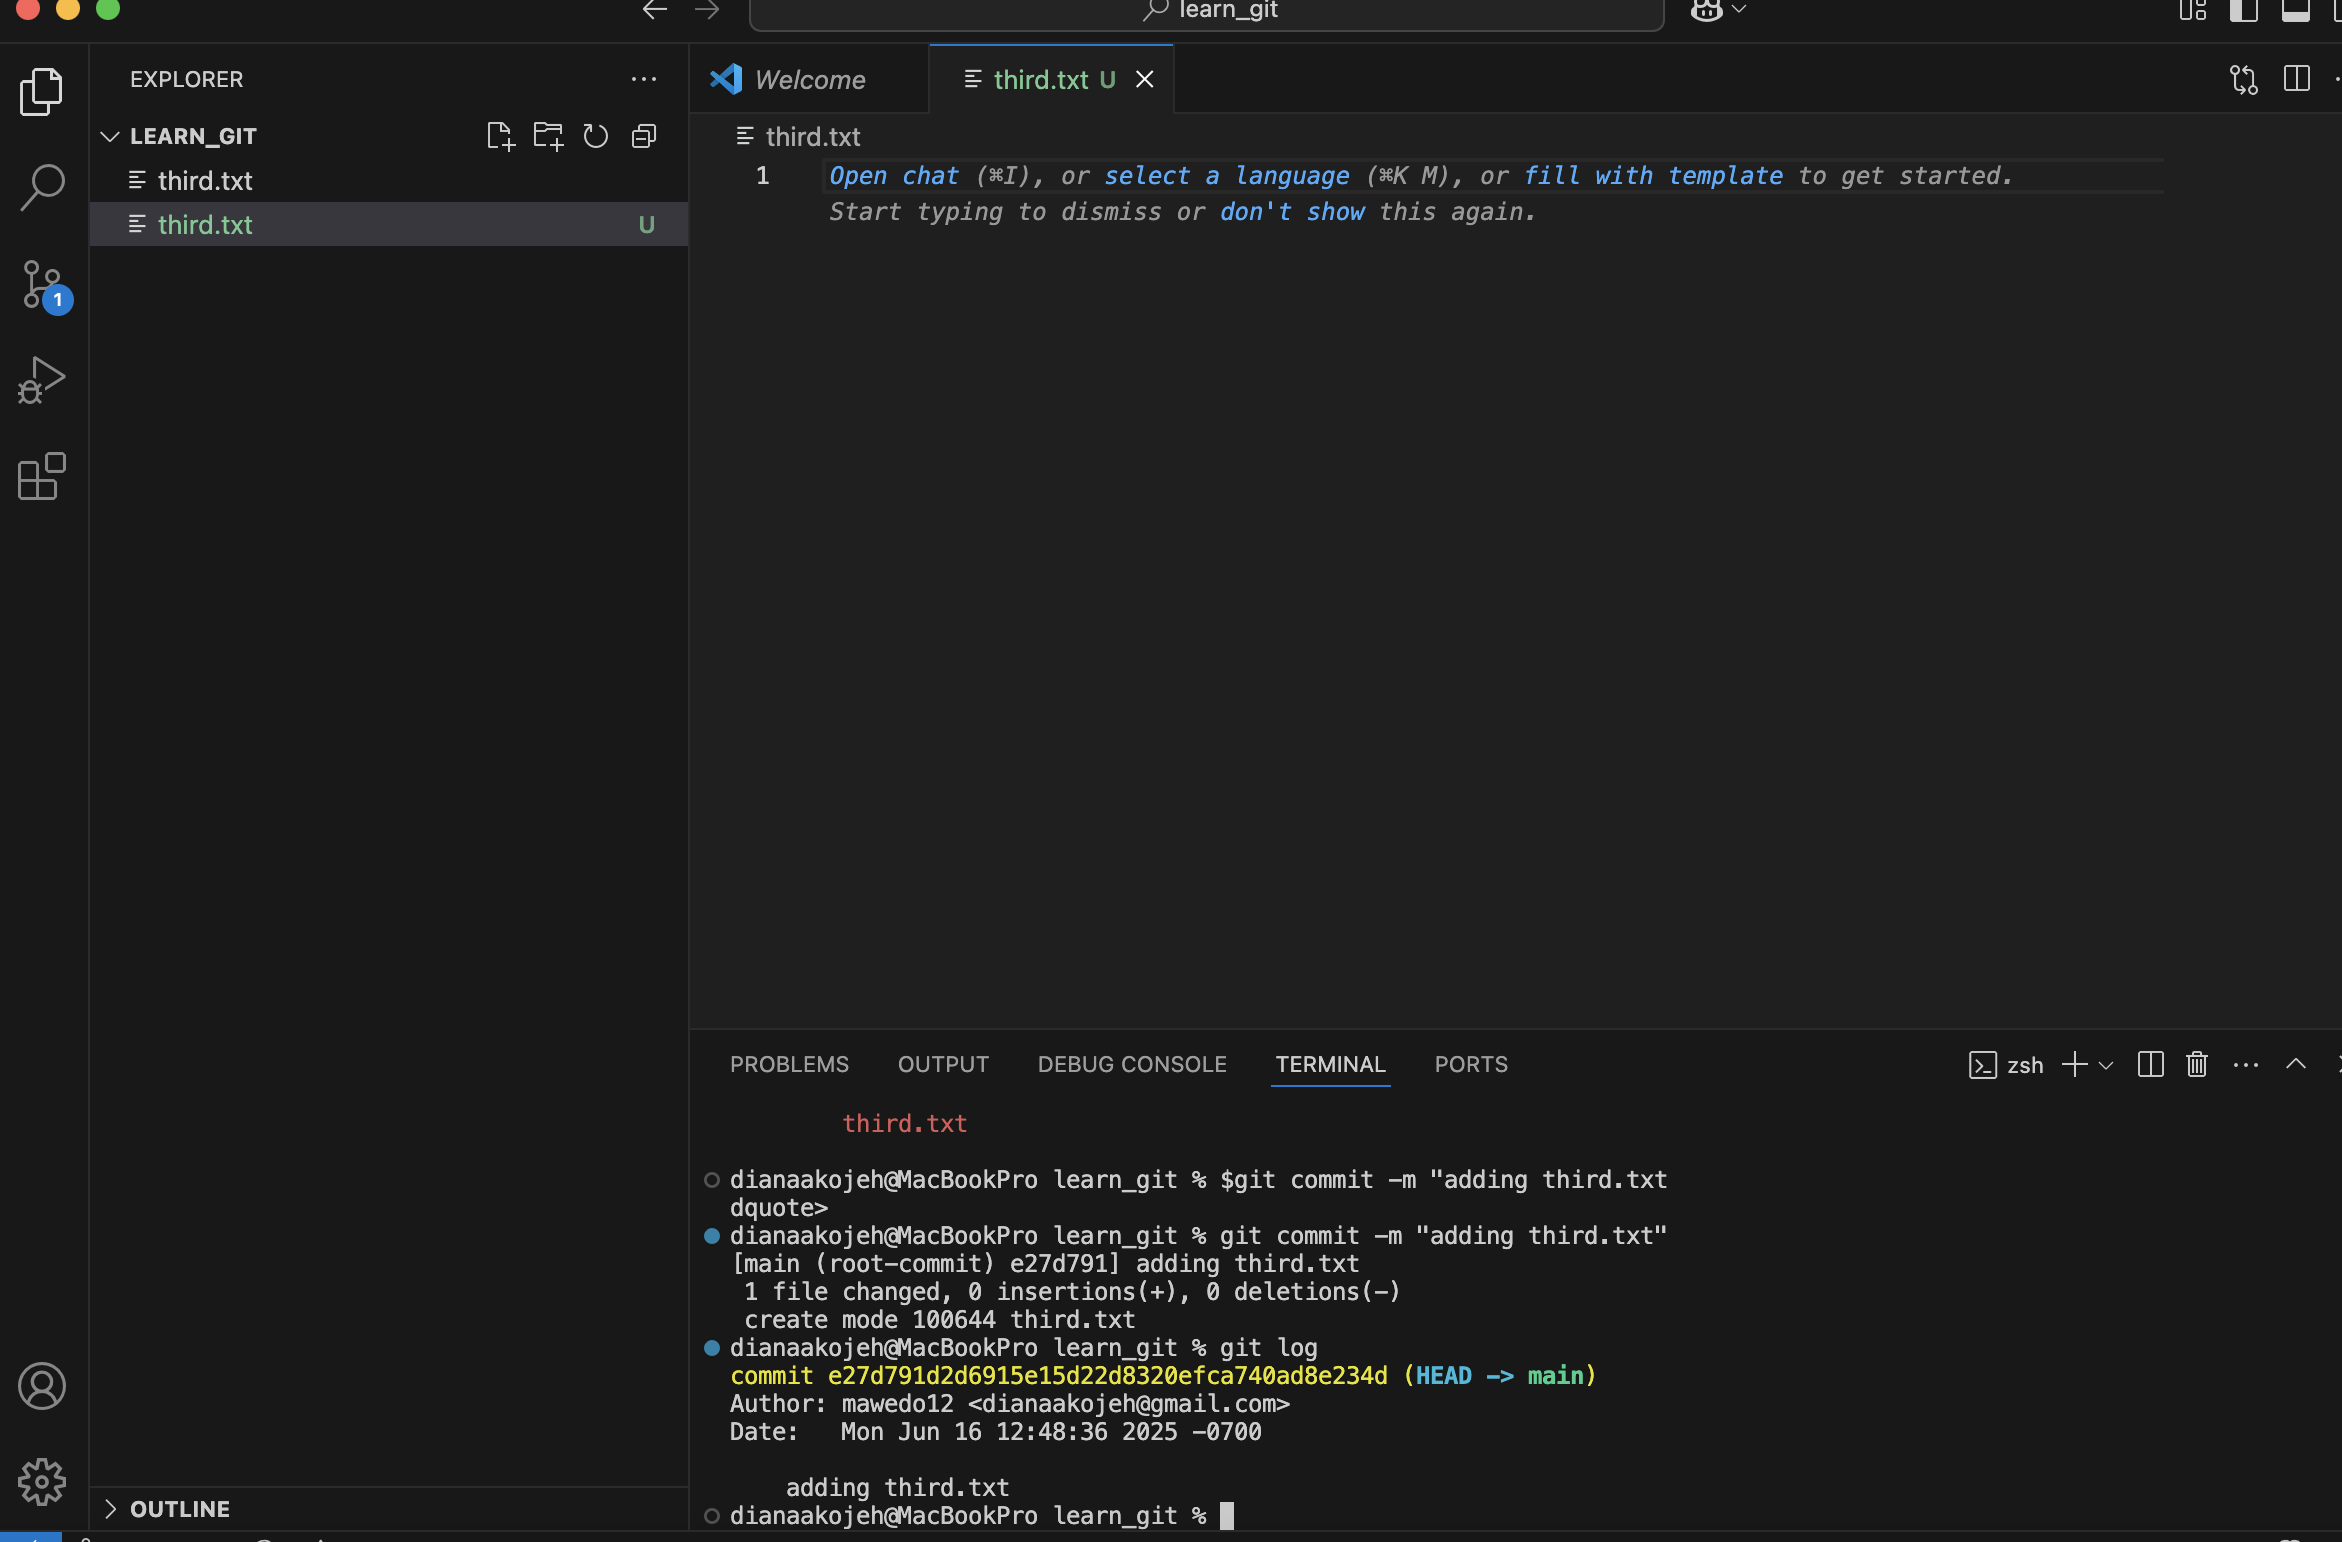 learn_git
EXPLORER
Welcome
third.txt U
LEARN_GIT
third.txt
third.txt U
third.txt
1 Open chat (⌘I), or select a language (⌘K M), or fill with template to get started.
Start typing to dismiss or don't show this again.
1
PROBLEMS OUTPUT DEBUG CONSOLE TERMINAL PORTS
zsh
third.txt
dianaakojeh@MacBookPro learn_git % $git commit -m "adding third.txt
dquote>
dianaakojeh@MacBookPro learn_git % git commit -m "adding third.txt"
[main (root-commit) e27d791] adding third.txt
1 file changed, 0 insertions(+), 0 deletions(-)
create mode 100644 third.txt
dianaakojeh@MacBookPro learn_git % git log
commit e27d791d2d6915e15d22d8320efca740ad8e234d (HEAD -> main)
Author: mawedo12 <dianaakojeh@gmail.com>
Date:   Mon Jun 16 12:48:36 2025 -0700
adding third.txt
dianaakojeh@MacBookPro learn_git %
OUTLINE